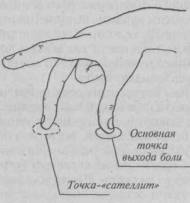 Основная
точка
выхода боли
Точка-«сателлит»